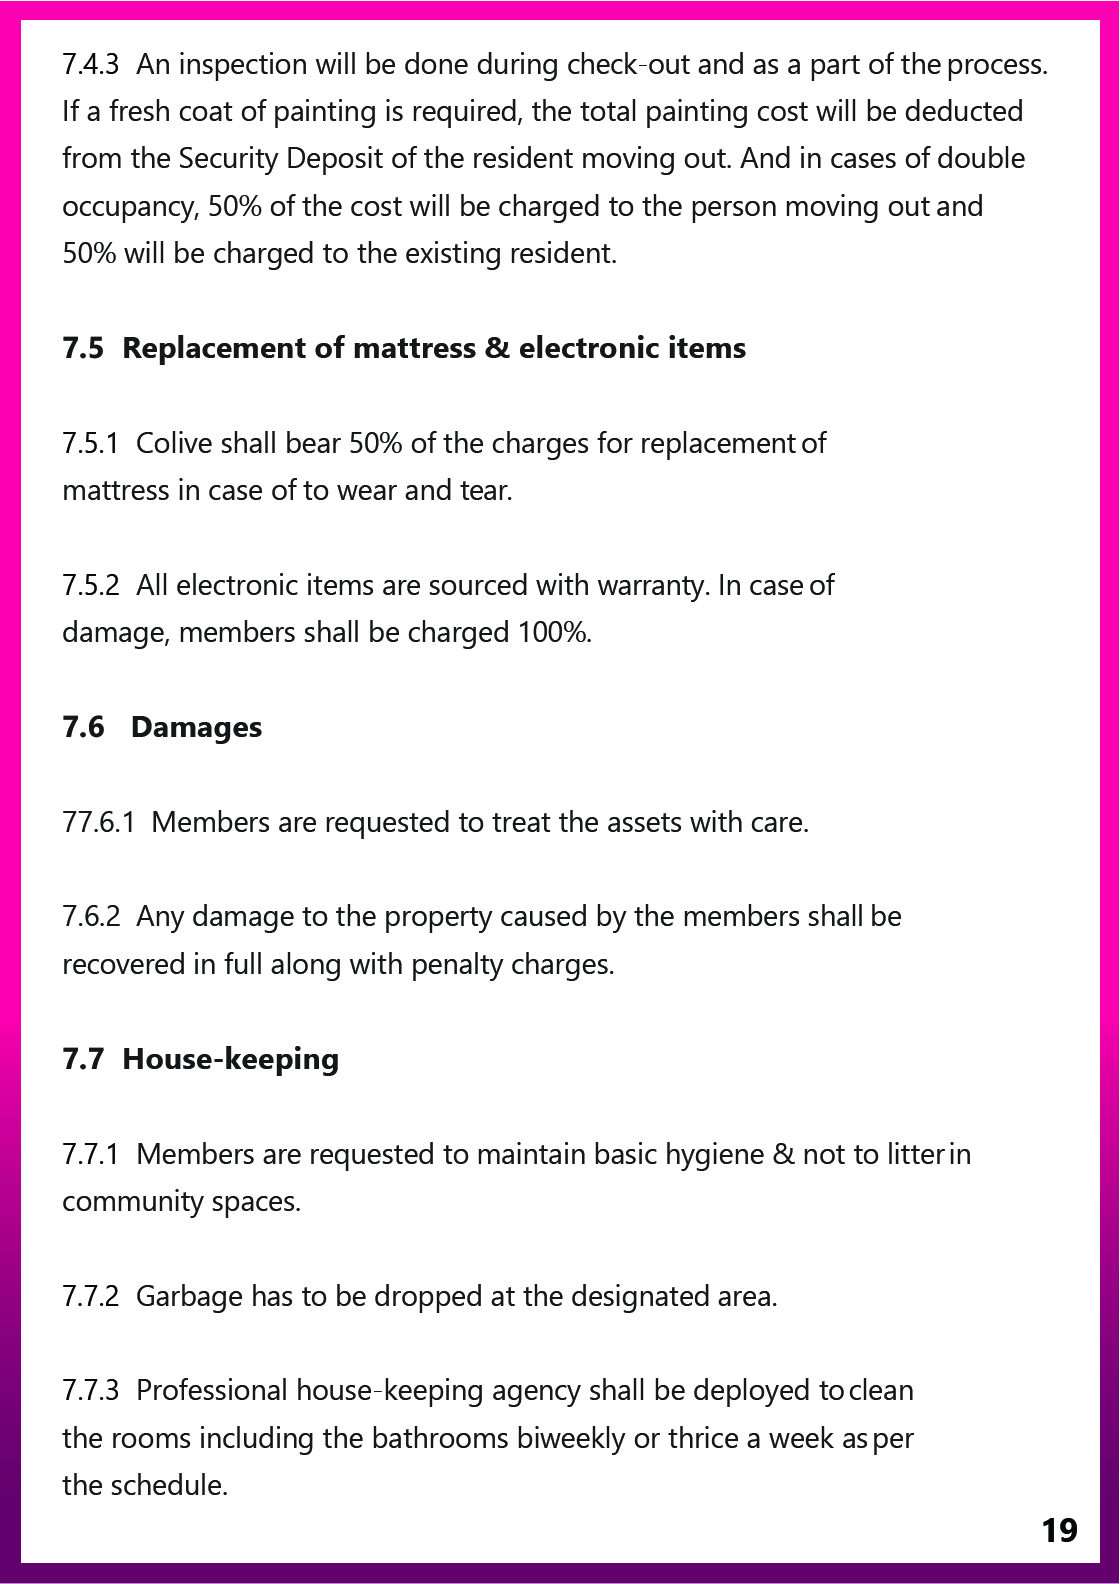 7.4.3 An inspection will be done during check-out and as a part of the process.
If a fresh coat of painting is required, the total painting cost will be deducted
from the Security Deposit of the resident moving out. And in cases of double
occupancy, 50% of the cost will be charged to the person moving out and
50% will be charged to the existing resident.
7.5 Replacement of mattress & electronic items
7.5.1 Colive shall bear 50% of the charges for replacement of
mattress in case of to wear and tear.
7.5.2 All electronic items are sourced with warranty. In case of
damage, members shall be charged 100%.
7.6 Damages
77.6.1 Members are requested to treat the assets with care.
7.6.2 Any damage to the property caused by the members shall be
recovered in full along with penalty charges.
7.7 House-keeping
7.7.1 Members are requested to maintain basic hygiene & not to litter in
community spaces.
7.7.2 Garbage has to be dropped at the designated area.
7.7.3 Professional house-keeping agency shall be deployed to clean
the rooms including the bathrooms biweekly or thrice a week as per
the schedule.
19